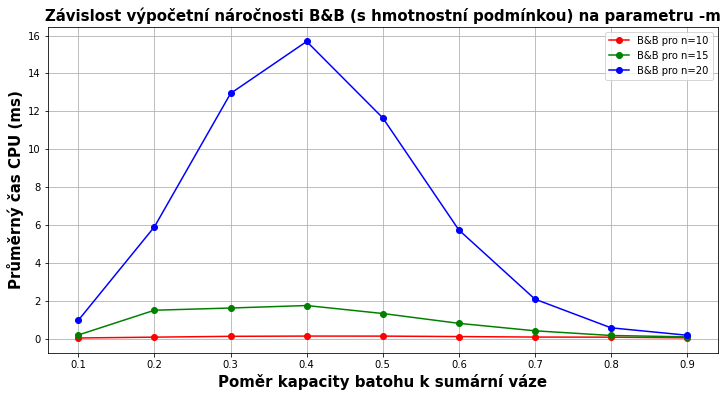 Závislost výpočetní náročnosti B&B (s hmotnostní podmínkou) na parametru -m
B&B pro n=10
B&B pro n=15
B&B pro n=20
Průměrný čas CPU (ms)
16
14
12
10
8
6
4
2
0
0.1 0.2 0.3 0.4 0.5 0.6 0.7 0.8 0.9
Poměr kapacity batohu k sumární váze